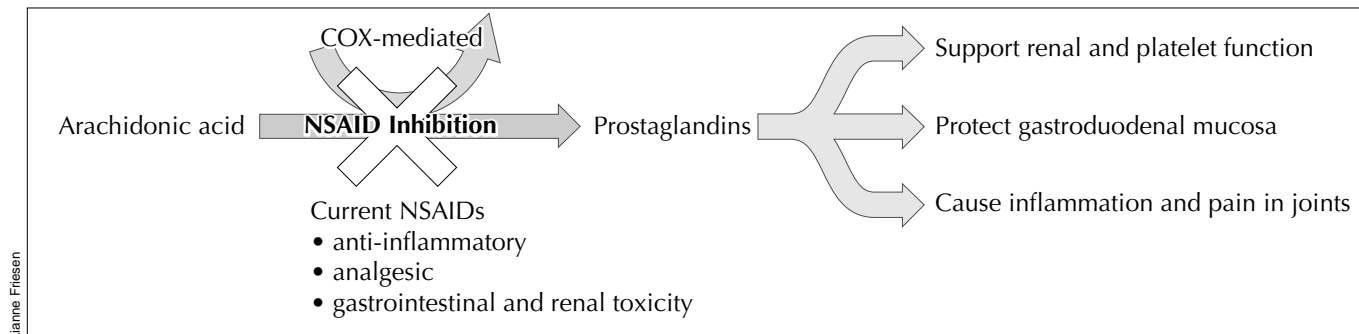 COX-mediated
Support renal and platelet function
Arachidonic acid
NSAID Inhibition
Prostaglandins
Protect gastroduodenal mucosa
Cause inflammation and pain in joints
Current NSAIDs
• anti-inflammatory
• analgesic
• gastrointestinal and renal toxicity
Friesen